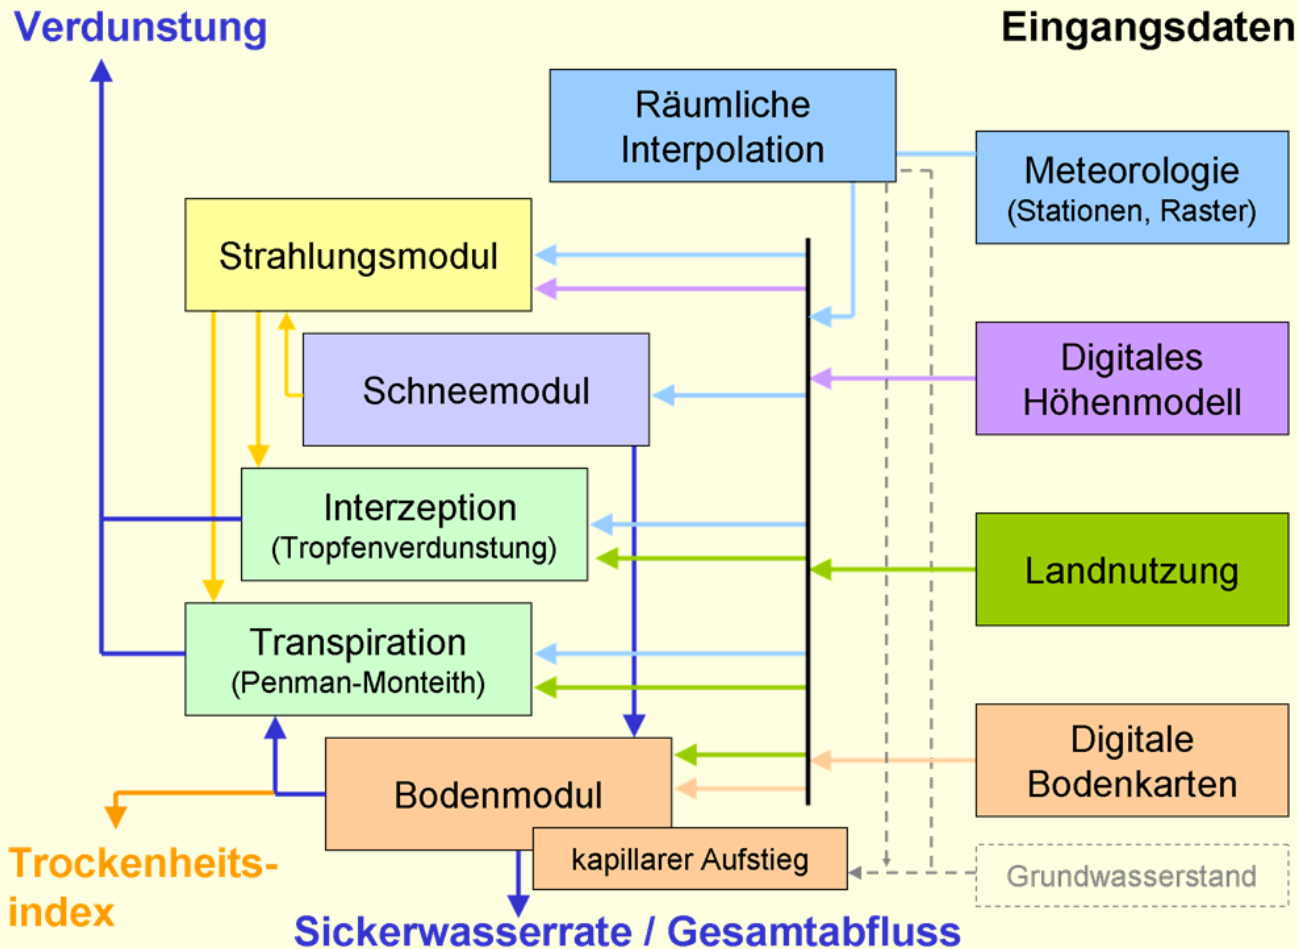 Verdunstung
Eingangsdaten
Räumliche
Interpolation
Meteorologie
(Stationen, Raster)
Strahlungsmodul
Digitales
Höhenmodell
Schneemodul
Interzeption
(Tropfenverdunstung)
Landnutzung
Transpiration
(Penman-Monteith)
Digitale
Bodenkarten
Bodenmodul
kapillarer Aufstieg
Grundwasserstand
Trockenheits-
index
Sickerwasserrate / Gesamtabfluss